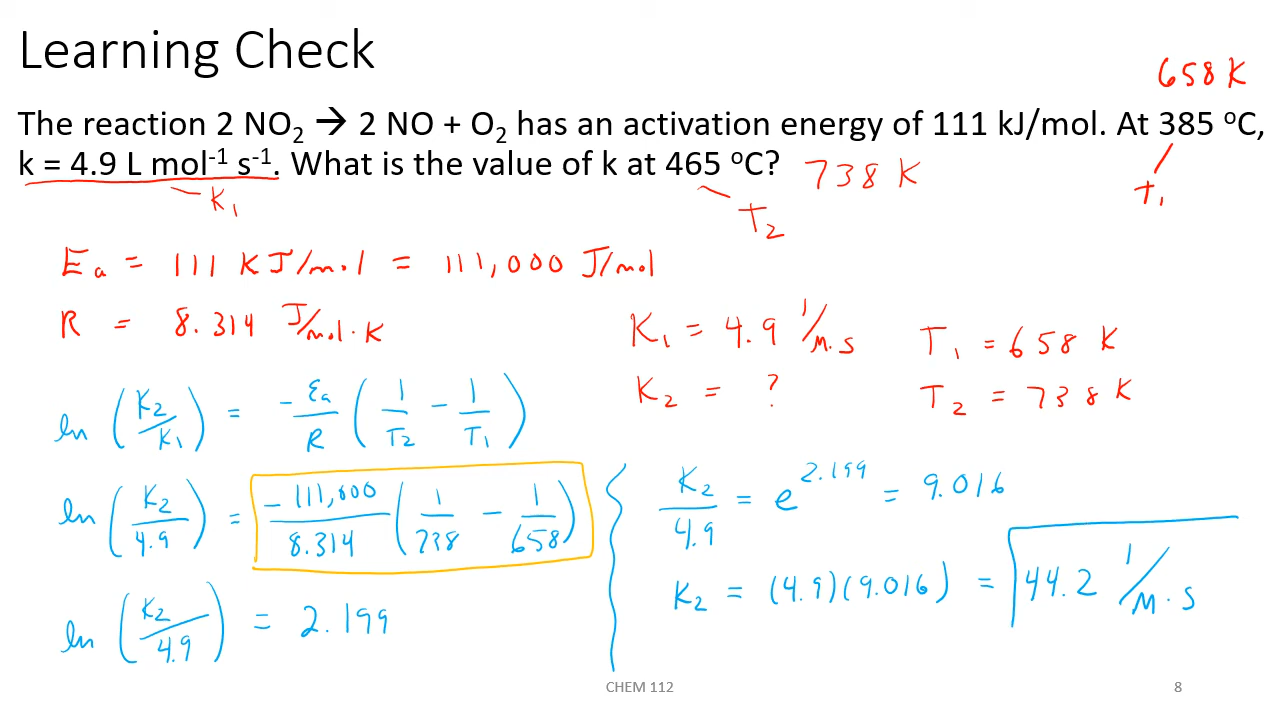 Learning Check
658 K
The reaction 2 NO₂ → 2 NO + O₂ has an activation energy of 111 kJ/mol. At 385 °C,
k = 4.9 L mol⁻¹ s⁻¹. What is the value of k at 465 °C? 738 K
K₁
T₂
T₁
Ea = 111 KJ/mol = 111,000 J/mol
R = 8.314 J/mol·K
K₁ = 4.9 1/M·s
T₁ = 658 K
K₂ = ?
T₂ = 738 K
ln (K₂/K₁) = -Ea/R (1/T₂ - 1/T₁)
ln (K₂/4.9) = -111,000/8.314 (1/738 - 1/658)
ln (K₂/4.9) = 2.199
K₂/4.9 = e^2.199 = 9.016
K₂ = (4.9)(9.016) = 44.2 1/M·s
CHEM 112
8